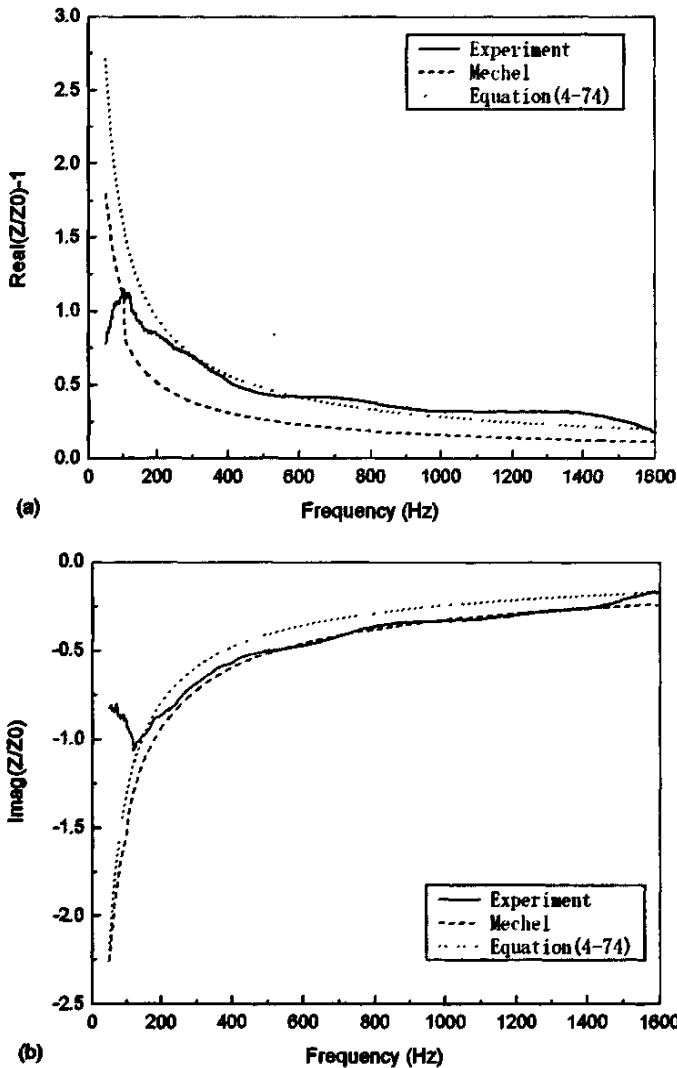 3.0
2.5
2.0
1.5
1.0
0.5
0.0
Real(Z/Z0)-1
Experiment
Mechel
Equation(4-74)
0 200 400 600 800 1000 1200 1400 1600
Frequency (Hz)
(a)
0.0
-0.5
-1.0
-1.5
-2.0
-2.5
Imag(Z/Z0)
Experiment
Mechel
Equation(4-74)
0 200 400 600 800 1000 1200 1400 1600
Frequency (Hz)
(b)